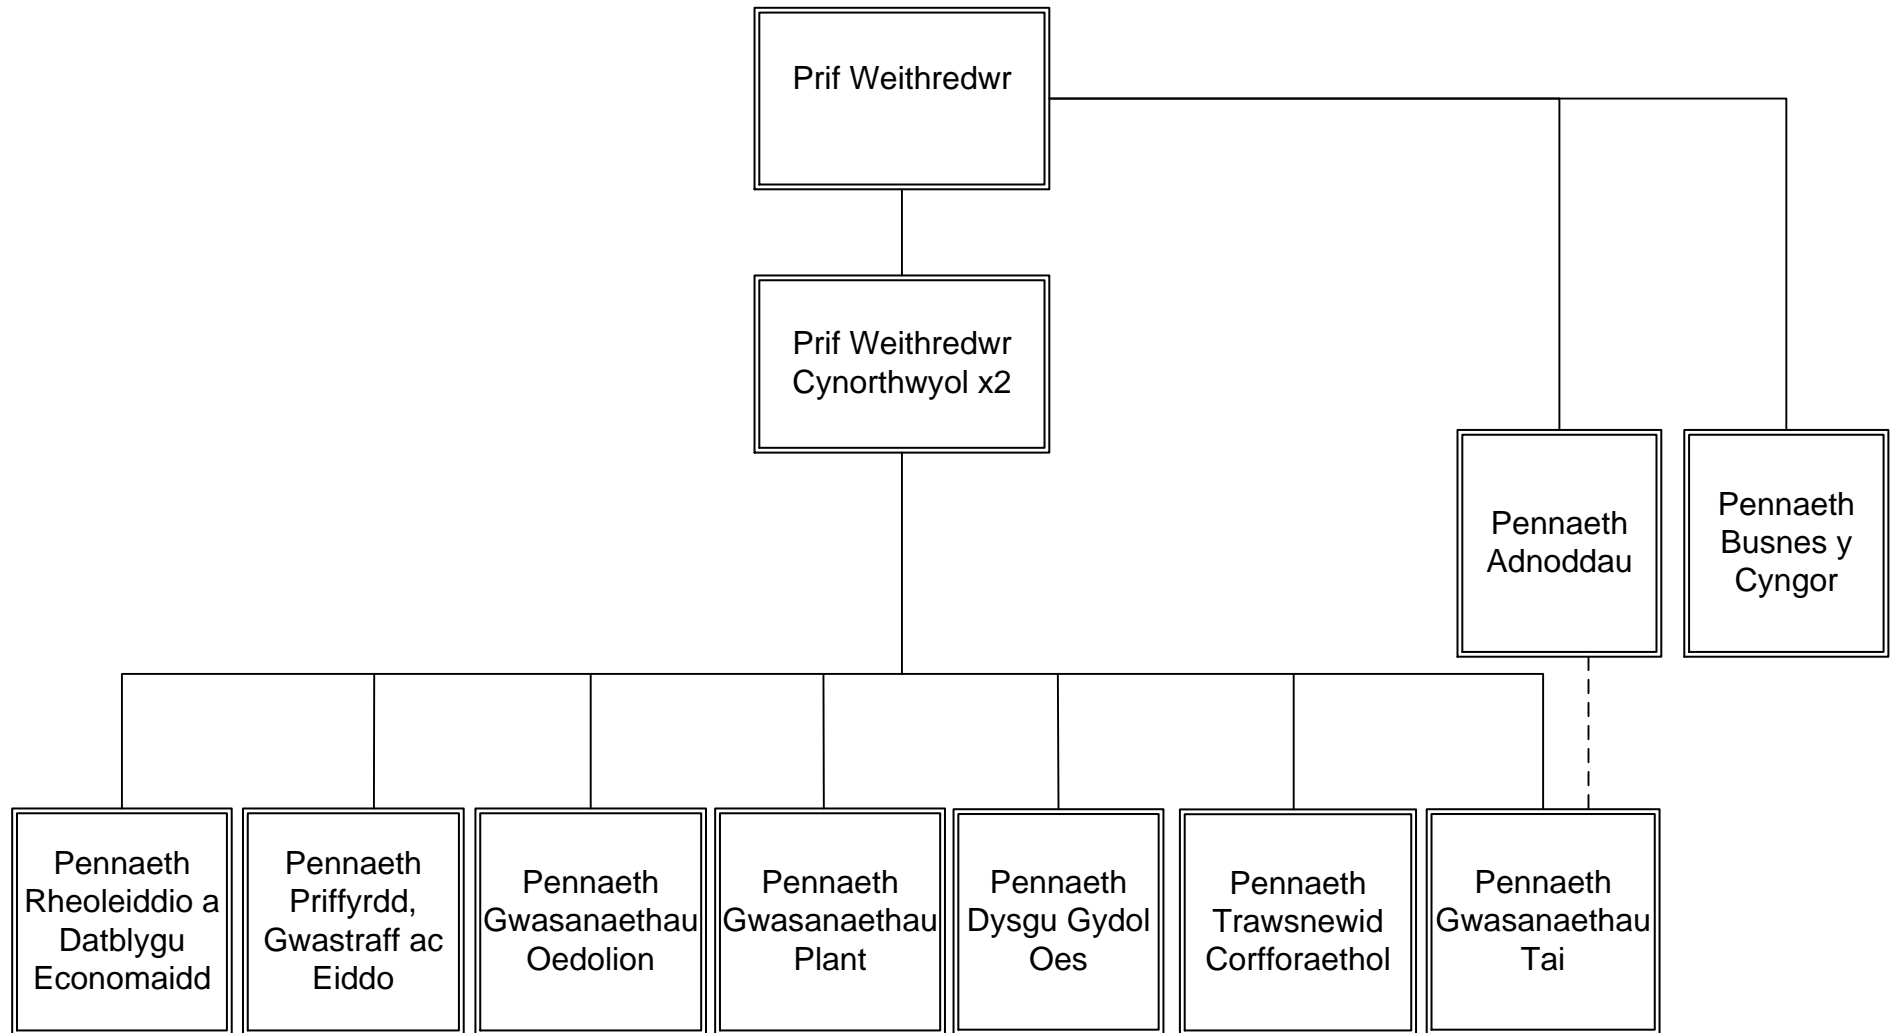 Prif Weithredwr
Prif Weithredwr
Cynorthwyol x2
Pennaeth
Adnoddau
Pennaeth
Busnes y
Cyngor
Pennaeth
Rheoleiddio a
Datblygu
Economaidd
Pennaeth
Priffyrdd,
Gwastraff ac
Eiddo
Pennaeth
Gwasanaethau
Oedolion
Pennaeth
Gwasanaethau
Plant
Pennaeth
Dysgu Gydol
Oes
Pennaeth
Trawsnewid
Corfforaethol
Pennaeth
Gwasanaethau
Tai